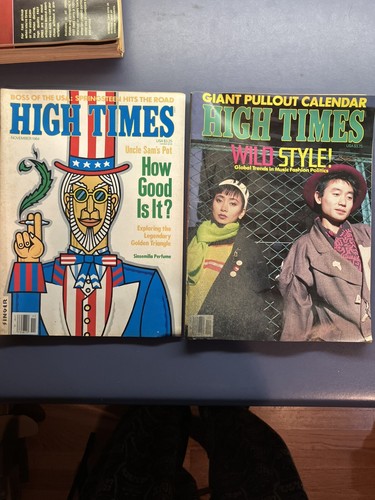 BOSS OF THE USA: SPRINGSTEEN HITS THE ROAD
HIGH TIMES
Uncle Sam's Pot
How
Good
Is It?
Exploring the
Legendary
Golden Triangle
Sinsemilla Perfume
GIANT PULLOUT CALENDAR
HIGH TIMES
WILD STYLE!
Global Trends in Music Fashion Politics